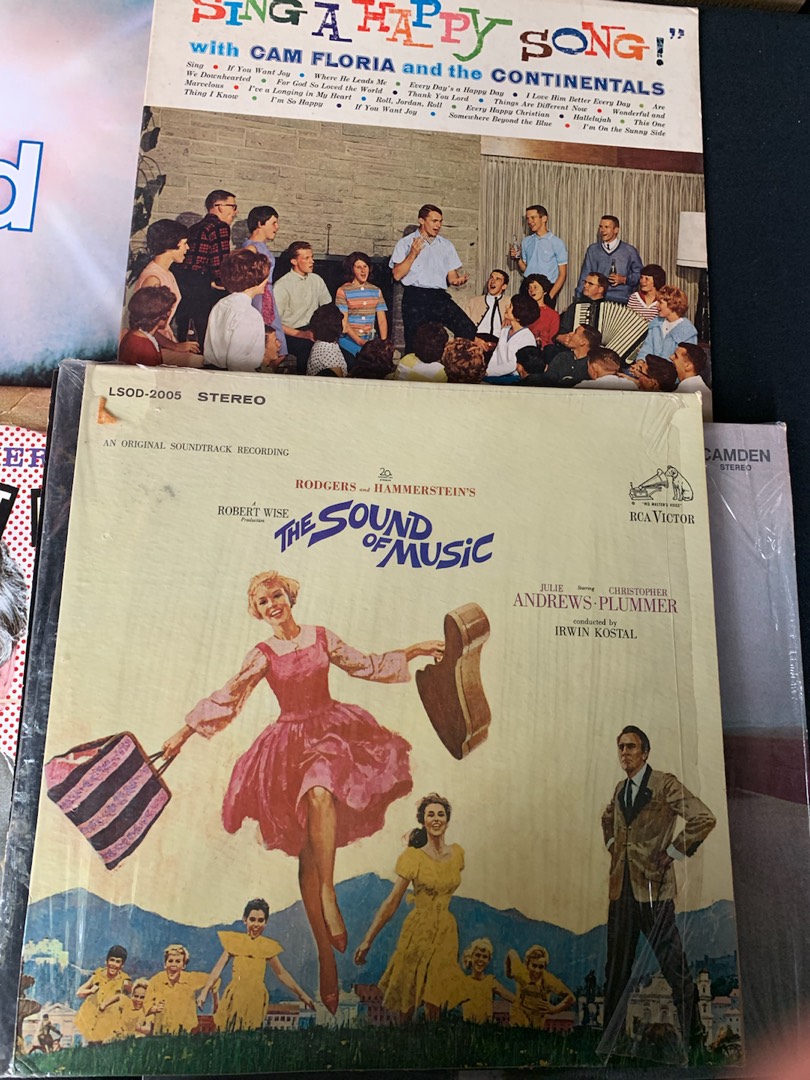 "SING A HAPPY SONG!"
with CAM FLORIA and the CONTINENTALS
Sing • If You Want Joy • Where He Leads Me • Every Day's a Happy Day • I Love Him Better Every Day • Are
We Downhearted • For God So Loved the World • Thank You Lord • Things Are Different Now • Wonderful and
Marvelous • I've a Longing in My Heart • Roll, Jordan, Roll • Every Happy Christian • Hallelujah • This One
Thing I Know • I'm So Happy • If You Want Joy • Somewhere Beyond the Blue • I'm On the Sunny Side
d
ER
CAMDEN
STEREO
LSOD-2005 STEREO
AN ORIGINAL SOUNDTRACK RECORDING
20
RODGERS and HAMMERSTEIN'S
A
ROBERT WISE
Production
THE SOUND
OF MUSIC
"HIS MASTER'S VOICE"
RCA VICTOR
JULIE Starring CHRISTOPHER
ANDREWS · PLUMMER
conducted by
IRWIN KOSTAL